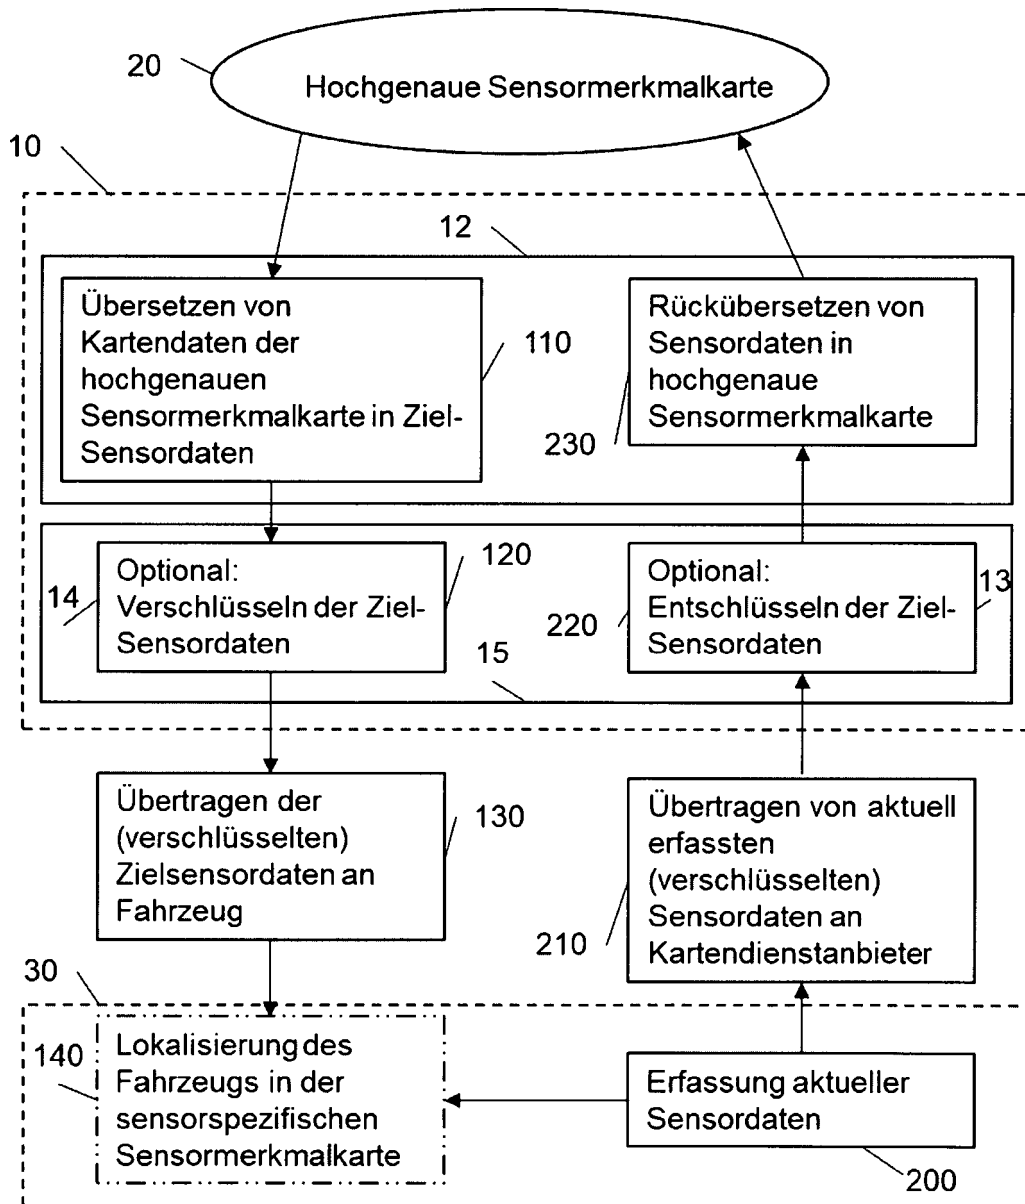 20
Hochgenaue Sensormerkmalkarte
10
12
Übersetzen von
Kartendaten der
hochgenauen
Sensormerkmalkarte in Ziel-
Sensordaten
110
Rückübersetzen von
Sensordaten in
hochgenaue
Sensormerkmalkarte
230
14
Optional:
Verschlüsseln der Ziel-
Sensordaten
120
220
Optional:
Entschlüsseln der Ziel-
Sensordaten
13
15
Übertragen der
(verschlüsselten)
Zielsensordaten an
Fahrzeug
130
Übertragen von aktuell
erfassten
(verschlüsselten)
Sensordaten an
Kartendienstanbieter
210
30
140
Lokalisierung des
Fahrzeugs in der
sensorspezifischen
Sensormerkmalkarte
Erfassung aktueller
Sensordaten
200